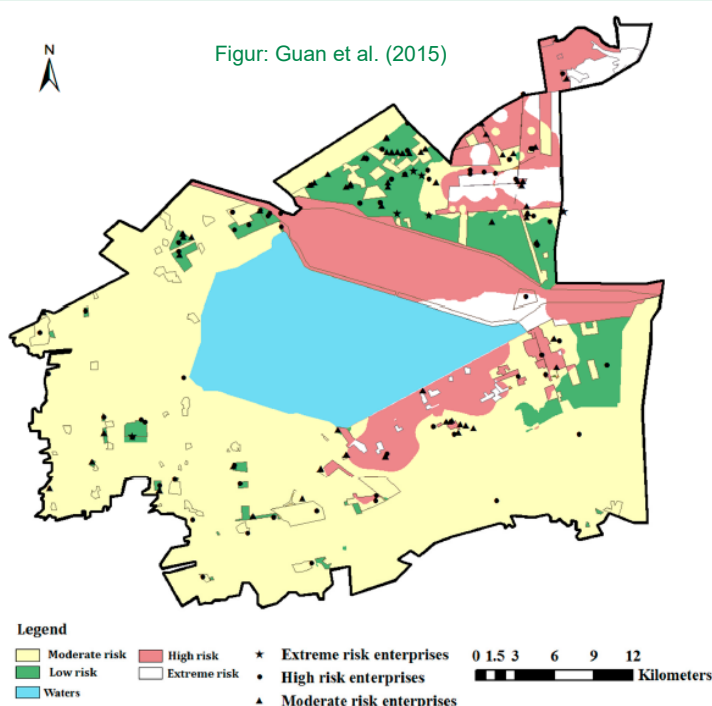 N
Figur: Guan et al. (2015)
Legend
Moderate risk
High risk
Low risk
Extreme risk
Waters
Extreme risk enterprises
High risk enterprises
Moderate risk enterprises
0 1.5 3 6 9 12
Kilometers